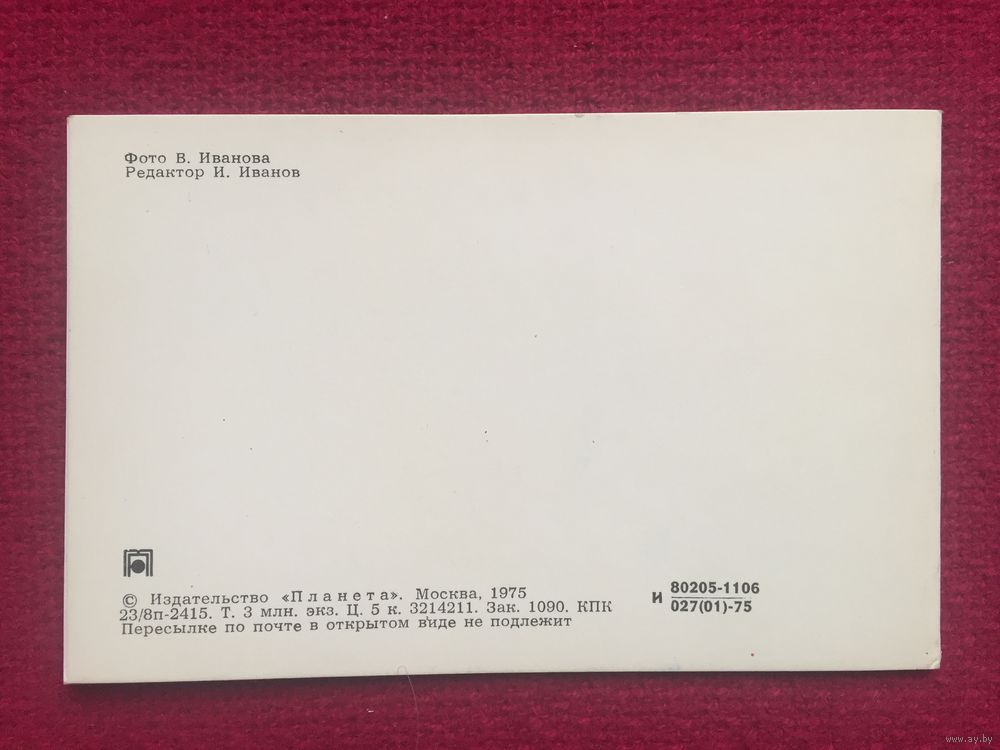 Фото В. Иванова
Редактор И. Иванов
© Издательство «Планета». Москва, 1975
23/8п-2415. Т. 3 млн. экз. Ц. 5 к. 3214211. Зак. 1090. КПК
Пересылке по почте в открытом виде не подлежит
И 80205-1106
027(01)-75
www.ay.by